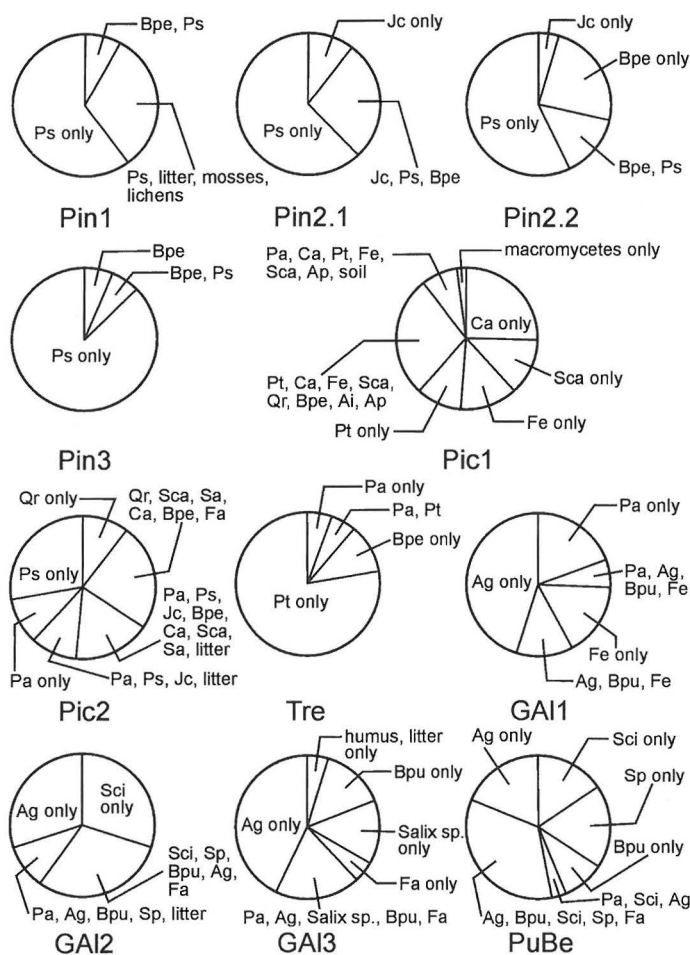 Bpe, Ps
Ps only
Ps, litter, mosses,
lichens
Pin1
Jc only
Ps only
Jc, Ps, Bpe
Pin2.1
Jc only
Bpe only
Ps only
Bpe, Ps
Pin2.2
Bpe
Bpe, Ps
Ps only
Pin3
Pa, Ca, Pt, Fe,
Sca, Ap, soil
macromycetes only
Ca only
Sca only
Pt, Ca, Fe, Sca,
Qr, Bpe, Ai, Ap
Pt only
Fe only
Pic1
Qr only
Qr, Sca, Sa,
Ca, Bpe, Fa
Ps only
Pa, Ps,
Jc, Bpe,
Ca, Sca,
Sa, litter
Pa only
Pa, Ps, Jc, litter
Pic2
Pa only
Pa, Pt
Bpe only
Pt only
Tre
Pa only
Ag only
Pa, Ag,
Bpu, Fe
Fe only
Ag, Bpu, Fe
GAI1
Ag only
Sci
only
Sci, Sp,
Bpu, Ag,
Fa
Pa, Ag, Bpu, Sp, litter
GAI2
humus, litter
only
Bpu only
Ag only
Salix sp.
only
Fa only
Pa, Ag, Salix sp., Bpu, Fa
GAI3
Ag only
Sci only
Sp only
Bpu only
Pa, Sci, Ag
Ag, Bpu, Sci, Sp, Fa
PuBe